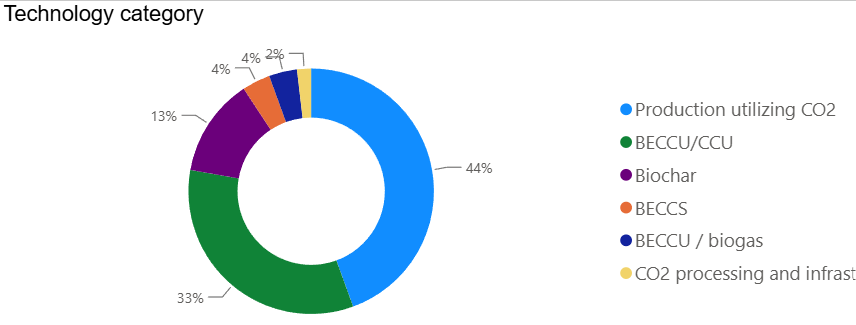 Technology category
2%
4%
4%
13%
44%
33%
Production utilizing CO2
BECCU/CCU
Biochar
BECCS
BECCU / biogas
CO2 processing and infrast